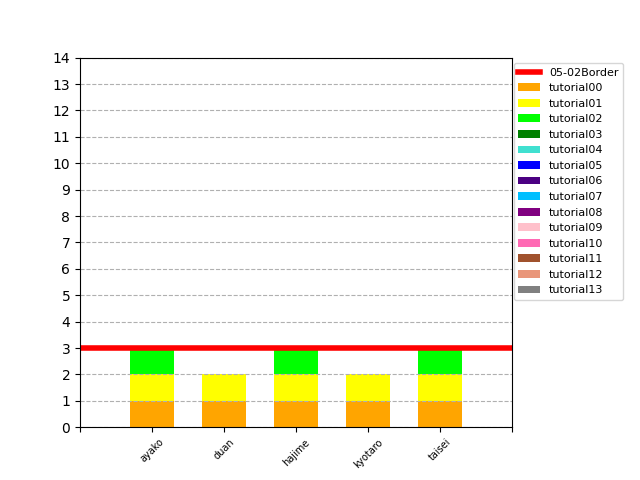 14
13
12
11
10
9
8
7
6
5
4
3
2
1
0
ayako
duan
hajime
kyotaro
taisei
05-02Border
tutorial00
tutorial01
tutorial02
tutorial03
tutorial04
tutorial05
tutorial06
tutorial07
tutorial08
tutorial09
tutorial10
tutorial11
tutorial12
tutorial13